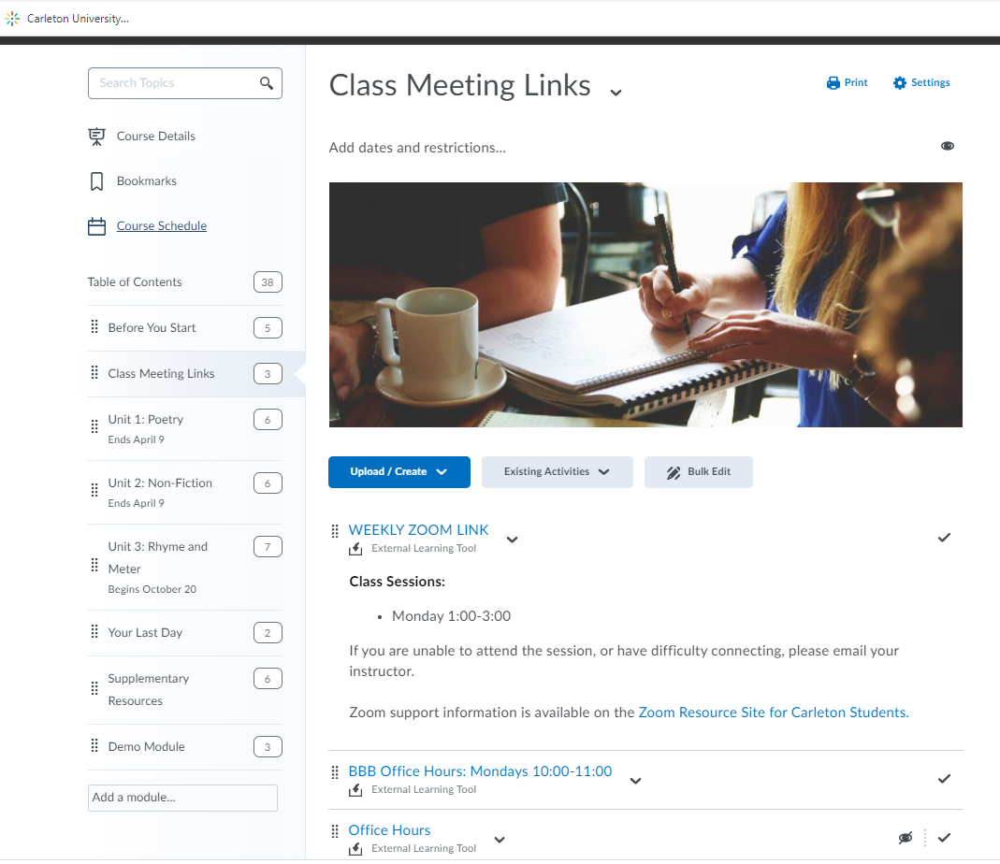 Carleton University...
Search Topics
Course Details
Bookmarks
Course Schedule
Table of Contents
38
Before You Start
5
Class Meeting Links
3
Unit 1: Poetry
6
Ends April 9
Unit 2: Non-Fiction
6
Ends April 9
Unit 3: Rhyme and
7
Meter
Begins October 20
Your Last Day
2
Supplementary
6
Resources
Demo Module
3
Add a module...
Class Meeting Links
Print
Settings
Add dates and restrictions...
Upload / Create
Existing Activities
Bulk Edit
WEEKLY ZOOM LINK
External Learning Tool
Class Sessions:
• Monday 1:00-3:00
If you are unable to attend the session, or have difficulty connecting, please email your
instructor.
Zoom support information is available on the Zoom Resource Site for Carleton Students.
BBB Office Hours: Mondays 10:00-11:00
External Learning Tool
Office Hours
External Learning Tool